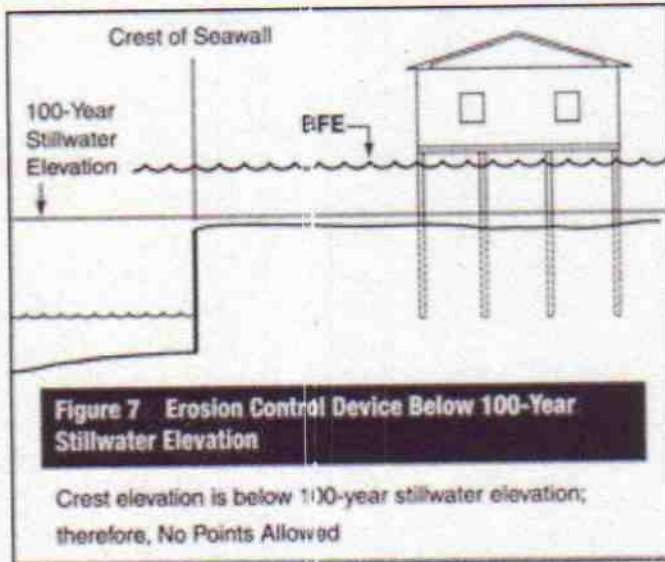 Crest of Seawall
100-Year
Stillwater
Elevation
BFE
Figure 7 Erosion Control Device Below 100-Year
Stillwater Elevation
Crest elevation is below 100-year stillwater elevation;
therefore, No Points Allowed